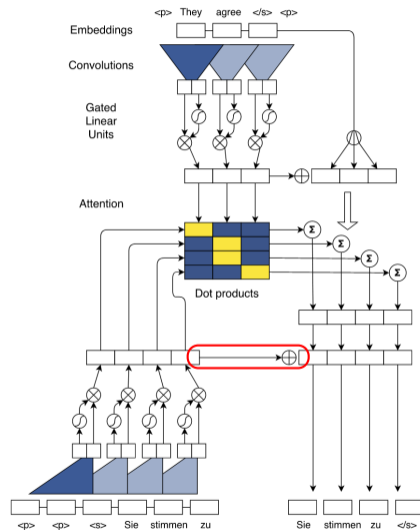 <p> They agree </s> <p>
Embeddings
Convolutions
Gated
Linear
Units
Attention
Σ
Σ
Σ
Σ
Dot products
<p> <p> <s> Sie stimmen zu
Sie stimmen zu </s>